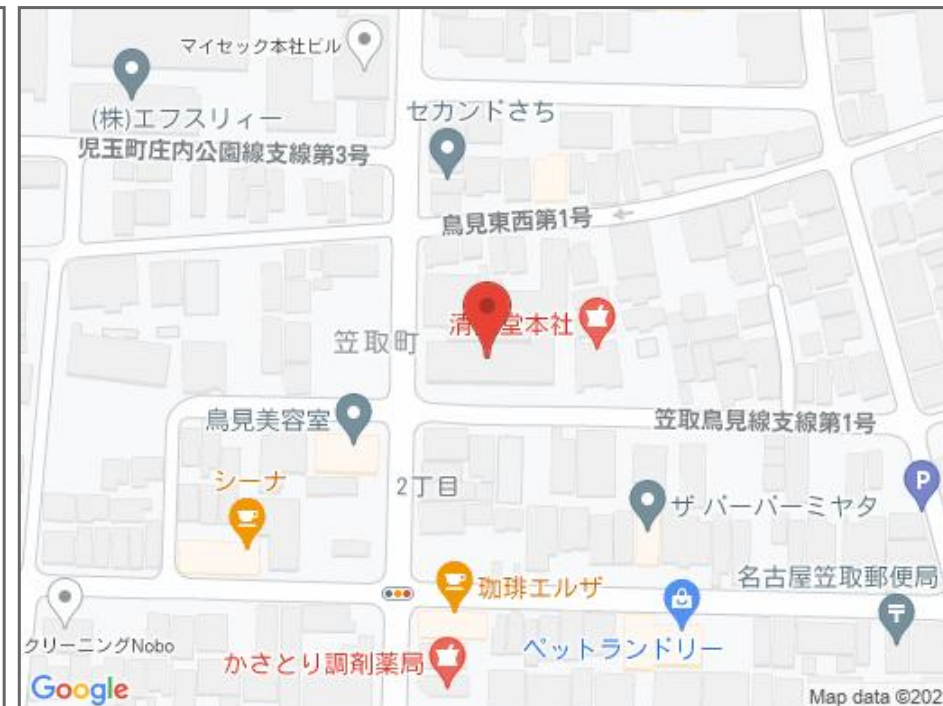 マイセック本社ビル
(株)エフスリィー
セカンドさち
児玉町庄内公園線支線第3号
鳥見東西第1号
笠取町
清 堂本社
笠取鳥見線支線第1号
鳥見美容室
シーナ
2丁目
P
ザ バーバーミヤタ
名古屋笠取郵便局
珈琲エルザ
ペットランドリー
クリーニングNobo
かさとり調剤薬局
Google
Map data ©202